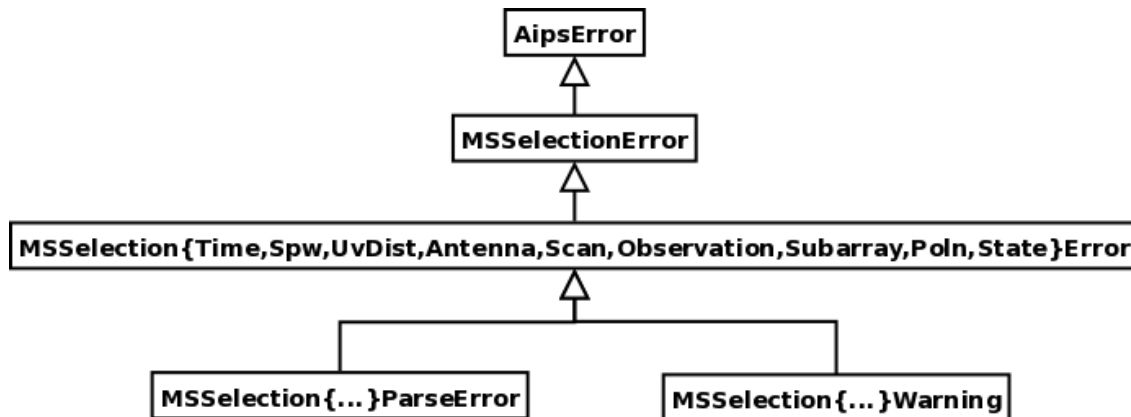 AipsError
MSSelectionError
MSSelection{Time,Spw,UvDist,Antenna,Scan,Observation,Subarray,Poln,State}Error
MSSelection{...}ParseError
MSSelection{...}Warning